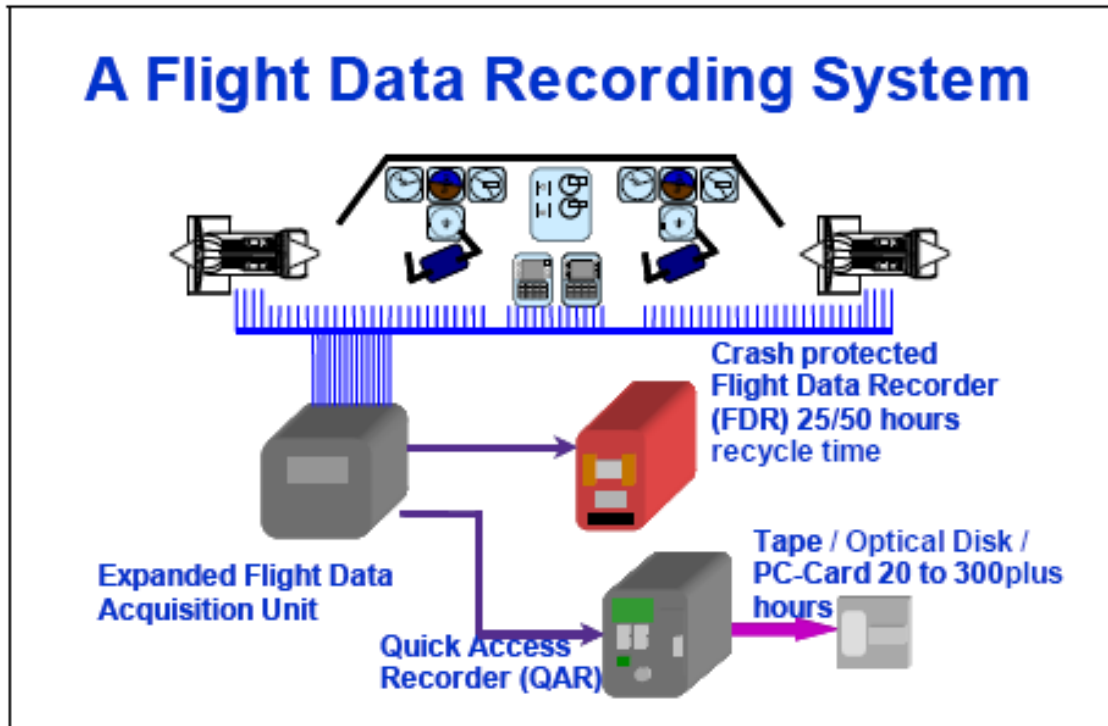 A Flight Data Recording System
Crash protected
Flight Data Recorder
(FDR) 25/50 hours
recycle time
Expanded Flight Data
Acquisition Unit
Tape / Optical Disk /
PC-Card 20 to 300plus
hours
Quick Access
Recorder (QAR)